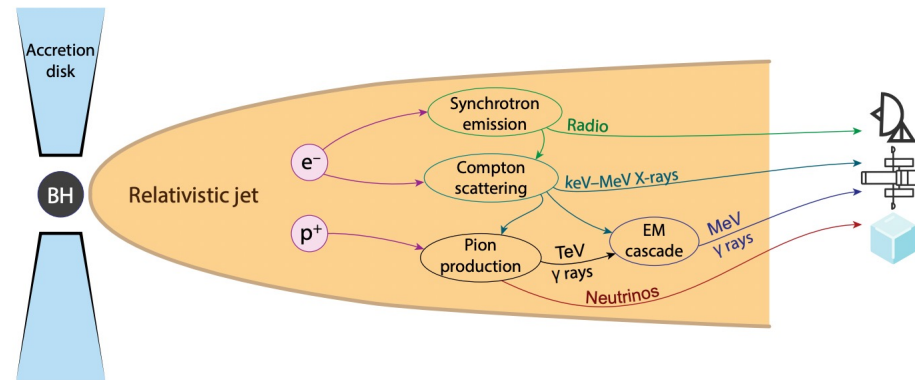 Accretion
disk
BH
Relativistic jet
e⁻
p⁺
Synchrotron
emission
Radio
Compton
scattering
keV–MeV X-rays
Pion
production
TeV
γ rays
EM
cascade
MeV
γ rays
Neutrinos